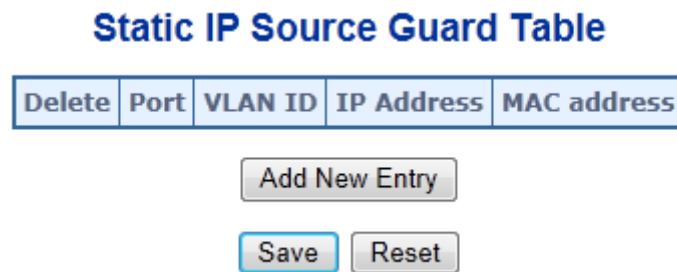 Static IP Source Guard Table
Delete Port VLAN ID IP Address MAC address
Add New Entry
Save Reset